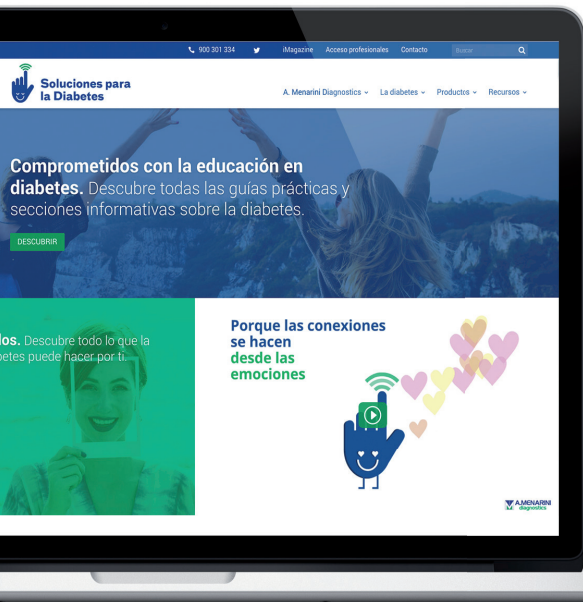 900 301 334 iMagazine Acceso profesionales Contacto Buscar
Soluciones para
la Diabetes
A. Menarini Diagnostics La diabetes Productos Recursos
Comprometidos con la educación en
diabetes. Descubre todas las guías prácticas y
secciones informativas sobre la diabetes.
DESCUBRIR
los. Descubre todo lo que la
betes puede hacer por ti.
Porque las conexiones
se hacen
desde las
emociones
A.MENARINI
diagnostics